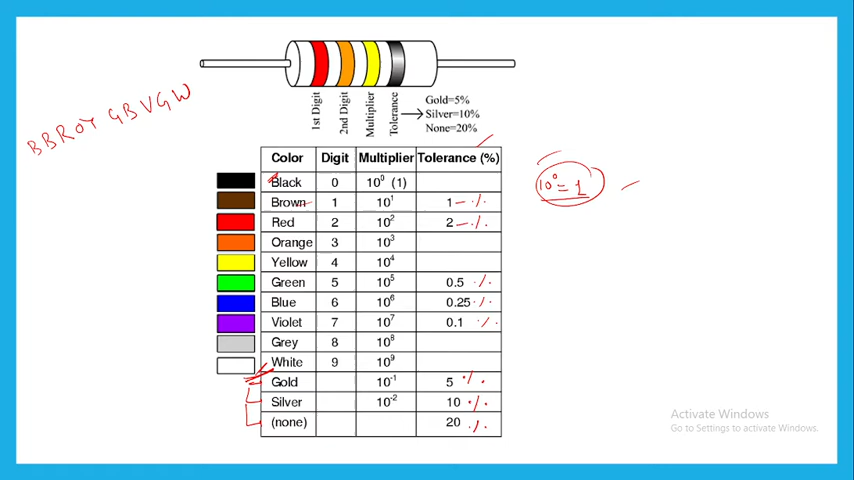 BBROY GBVGW
1st Digit
2nd Digit
Multiplier
Tolerance
Gold=5%
Silver=10%
None=20%
Color Digit Multiplier Tolerance (%)
Black 0 10⁰ (1)
Brown 1 10¹ 1 %
Red 2 10² 2 %
Orange 3 10³
Yellow 4 10⁴
Green 5 10⁵ 0.5 %
Blue 6 10⁶ 0.25 %
Violet 7 10⁷ 0.1 %
Grey 8 10⁸
White 9 10⁹
Gold 10⁻¹ 5 %
Silver 10⁻² 10 %
(none) 20 %
10⁰ = 1
Activate Windows
Go to Settings to activate Windows.